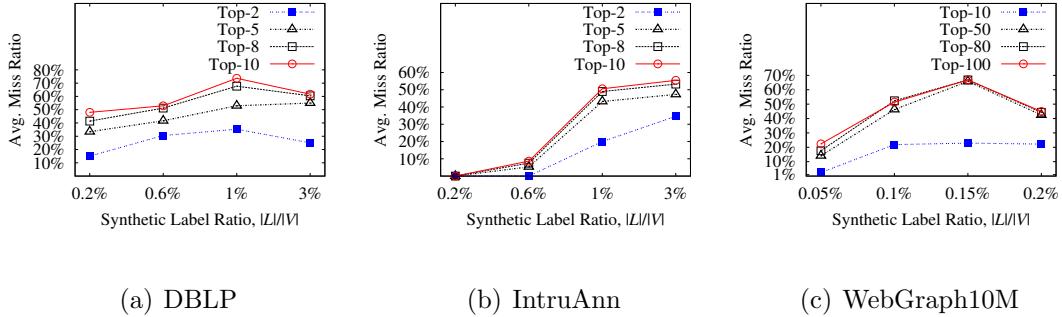 Top-2
Top-5
Top-8
Top-10
Avg. Miss Ratio
80%
70%
60%
50%
40%
30%
20%
10%
0.2% 0.6% 1% 3%
Synthetic Label Ratio, |L|/|V|
(a) DBLP
Top-2
Top-5
Top-8
Top-10
Avg. Miss Ratio
60%
50%
40%
30%
20%
10%
0.2% 0.6% 1% 3%
Synthetic Label Ratio, |L|/|V|
(b) IntruAnn
Top-10
Top-50
Top-80
Top-100
Avg. Miss Ratio
70%
60%
50%
40%
30%
20%
10%
1%
0.05% 0.1% 0.15% 0.2%
Synthetic Label Ratio, |L|/|V|
(c) WebGraph10M